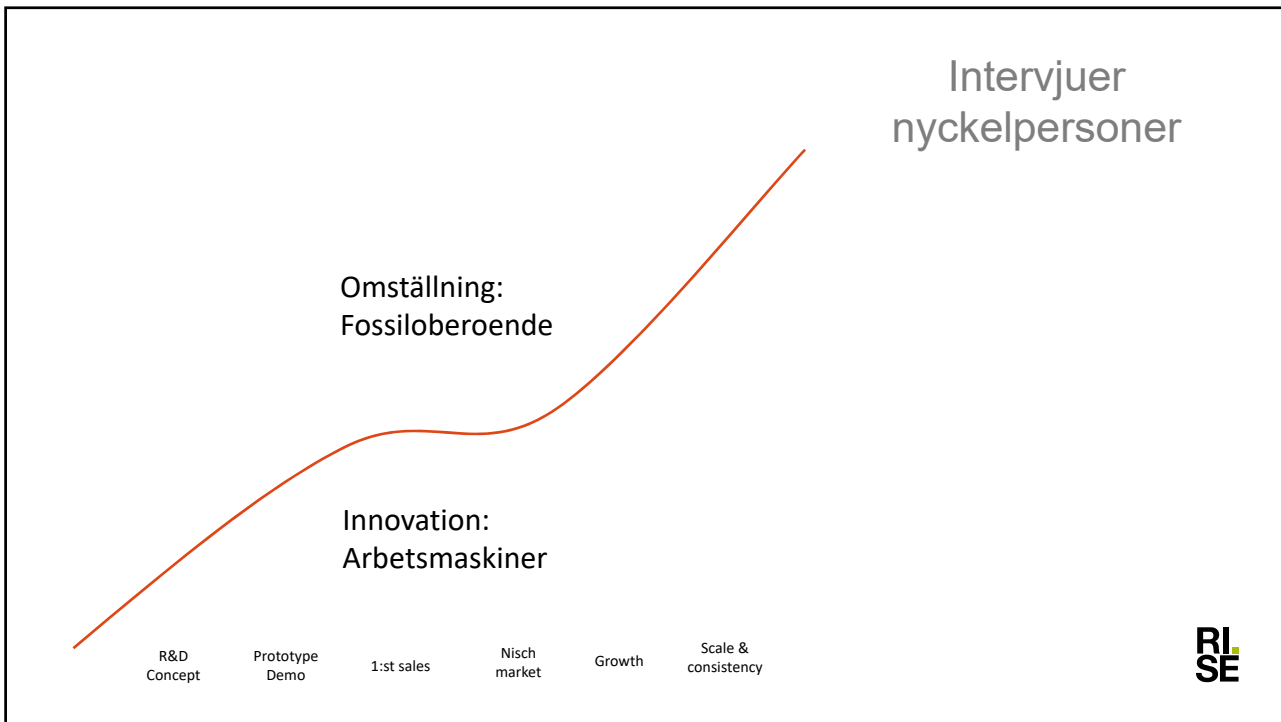 Intervjuer
nyckelpersoner
Omställning:
Fossiloberoende
Innovation:
Arbetsmaskiner
R&D
Concept
Prototype
Demo
1:st sales
Nisch
market
Growth
Scale &
consistency
RI.
SE